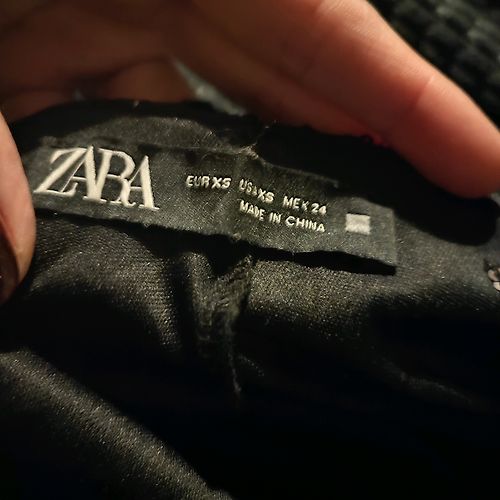 ZARA
EUR XS USA XS MEX 24
MADE IN CHINA